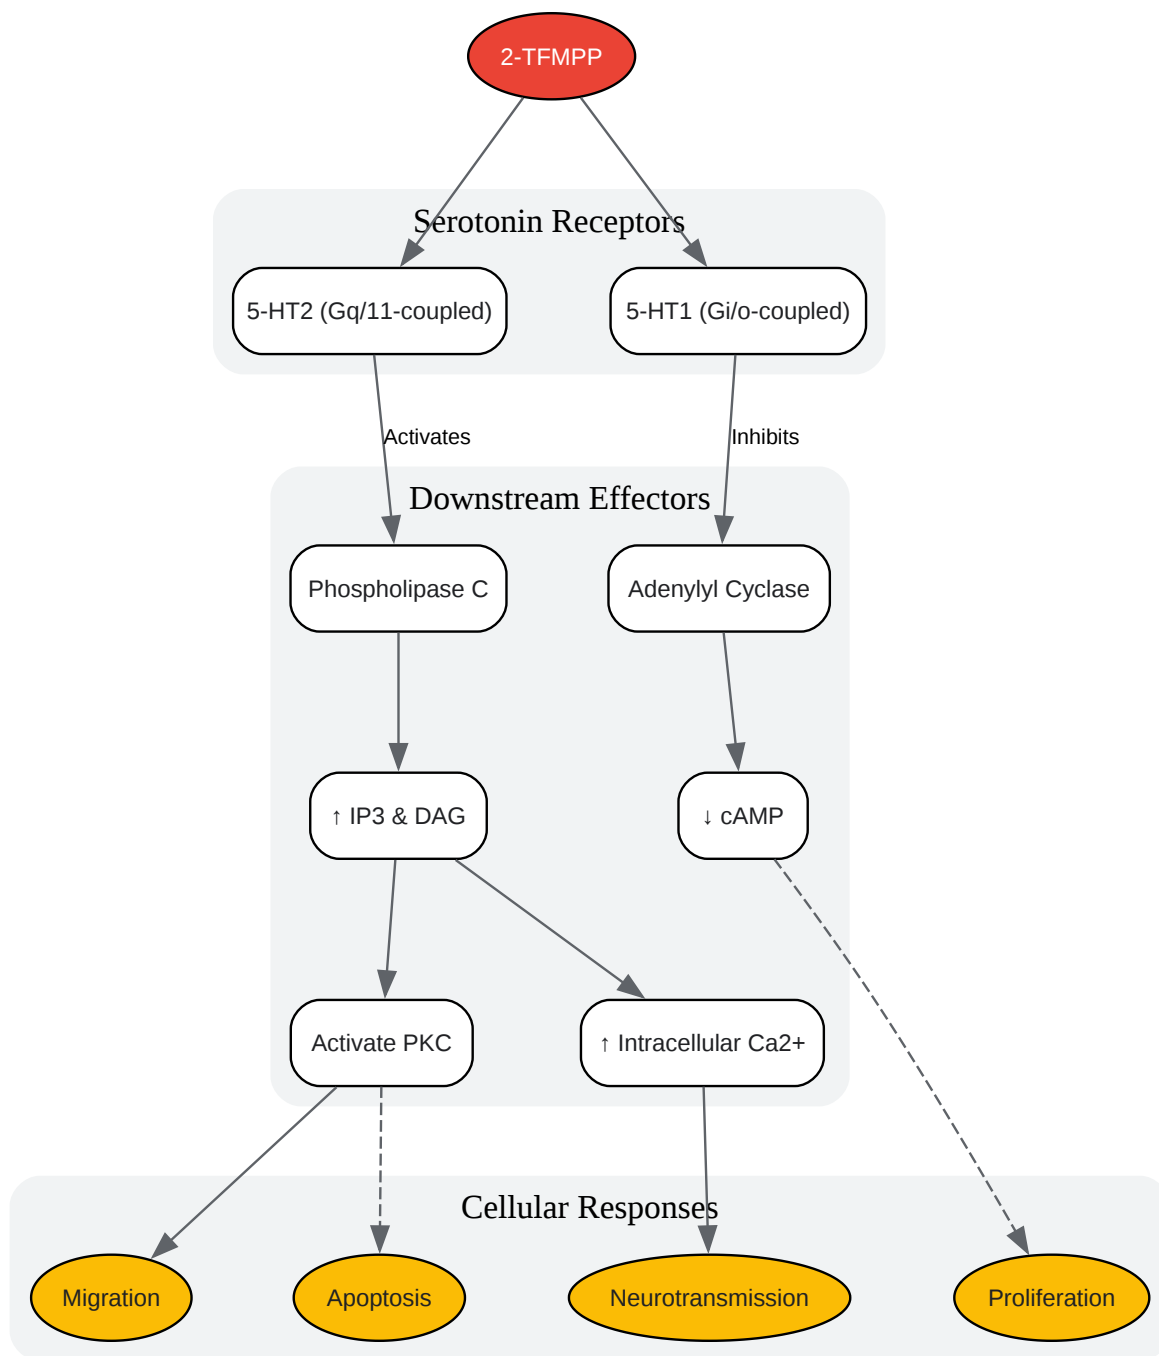 2-TFMPP
Serotonin Receptors
5-HT2 (Gq/11-coupled)
5-HT1 (Gi/o-coupled)
Activates
Inhibits
Downstream Effectors
Phospholipase C
Adenylyl Cyclase
↑ IP3 & DAG
↓ cAMP
Activate PKC
↑ Intracellular Ca2+
Cellular Responses
Migration
Apoptosis
Neurotransmission
Proliferation